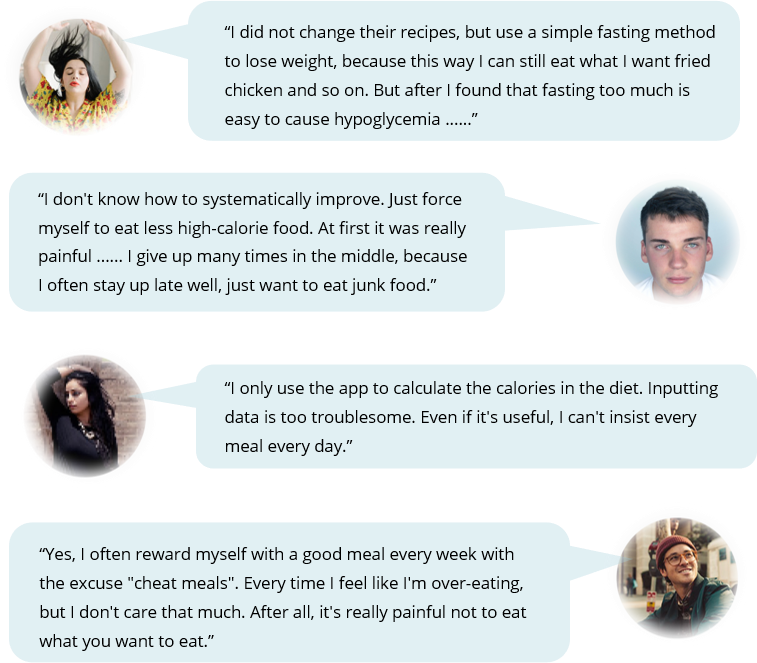 “I did not change their recipes, but use a simple fasting method
to lose weight, because this way I can still eat what I want fried
chicken and so on. But after I found that fasting too much is
easy to cause hypoglycemia ......”
“I don't know how to systematically improve. Just force
myself to eat less high-calorie food. At first it was really
painful ...... I give up many times in the middle, because
I often stay up late well, just want to eat junk food.”
“I only use the app to calculate the calories in the diet. Inputting
data is too troublesome. Even if it's useful, I can't insist every
meal every day.”
“Yes, I often reward myself with a good meal every week with
the excuse "cheat meals". Every time I feel like I'm over-eating,
but I don't care that much. After all, it's really painful not to eat
what you want to eat.”